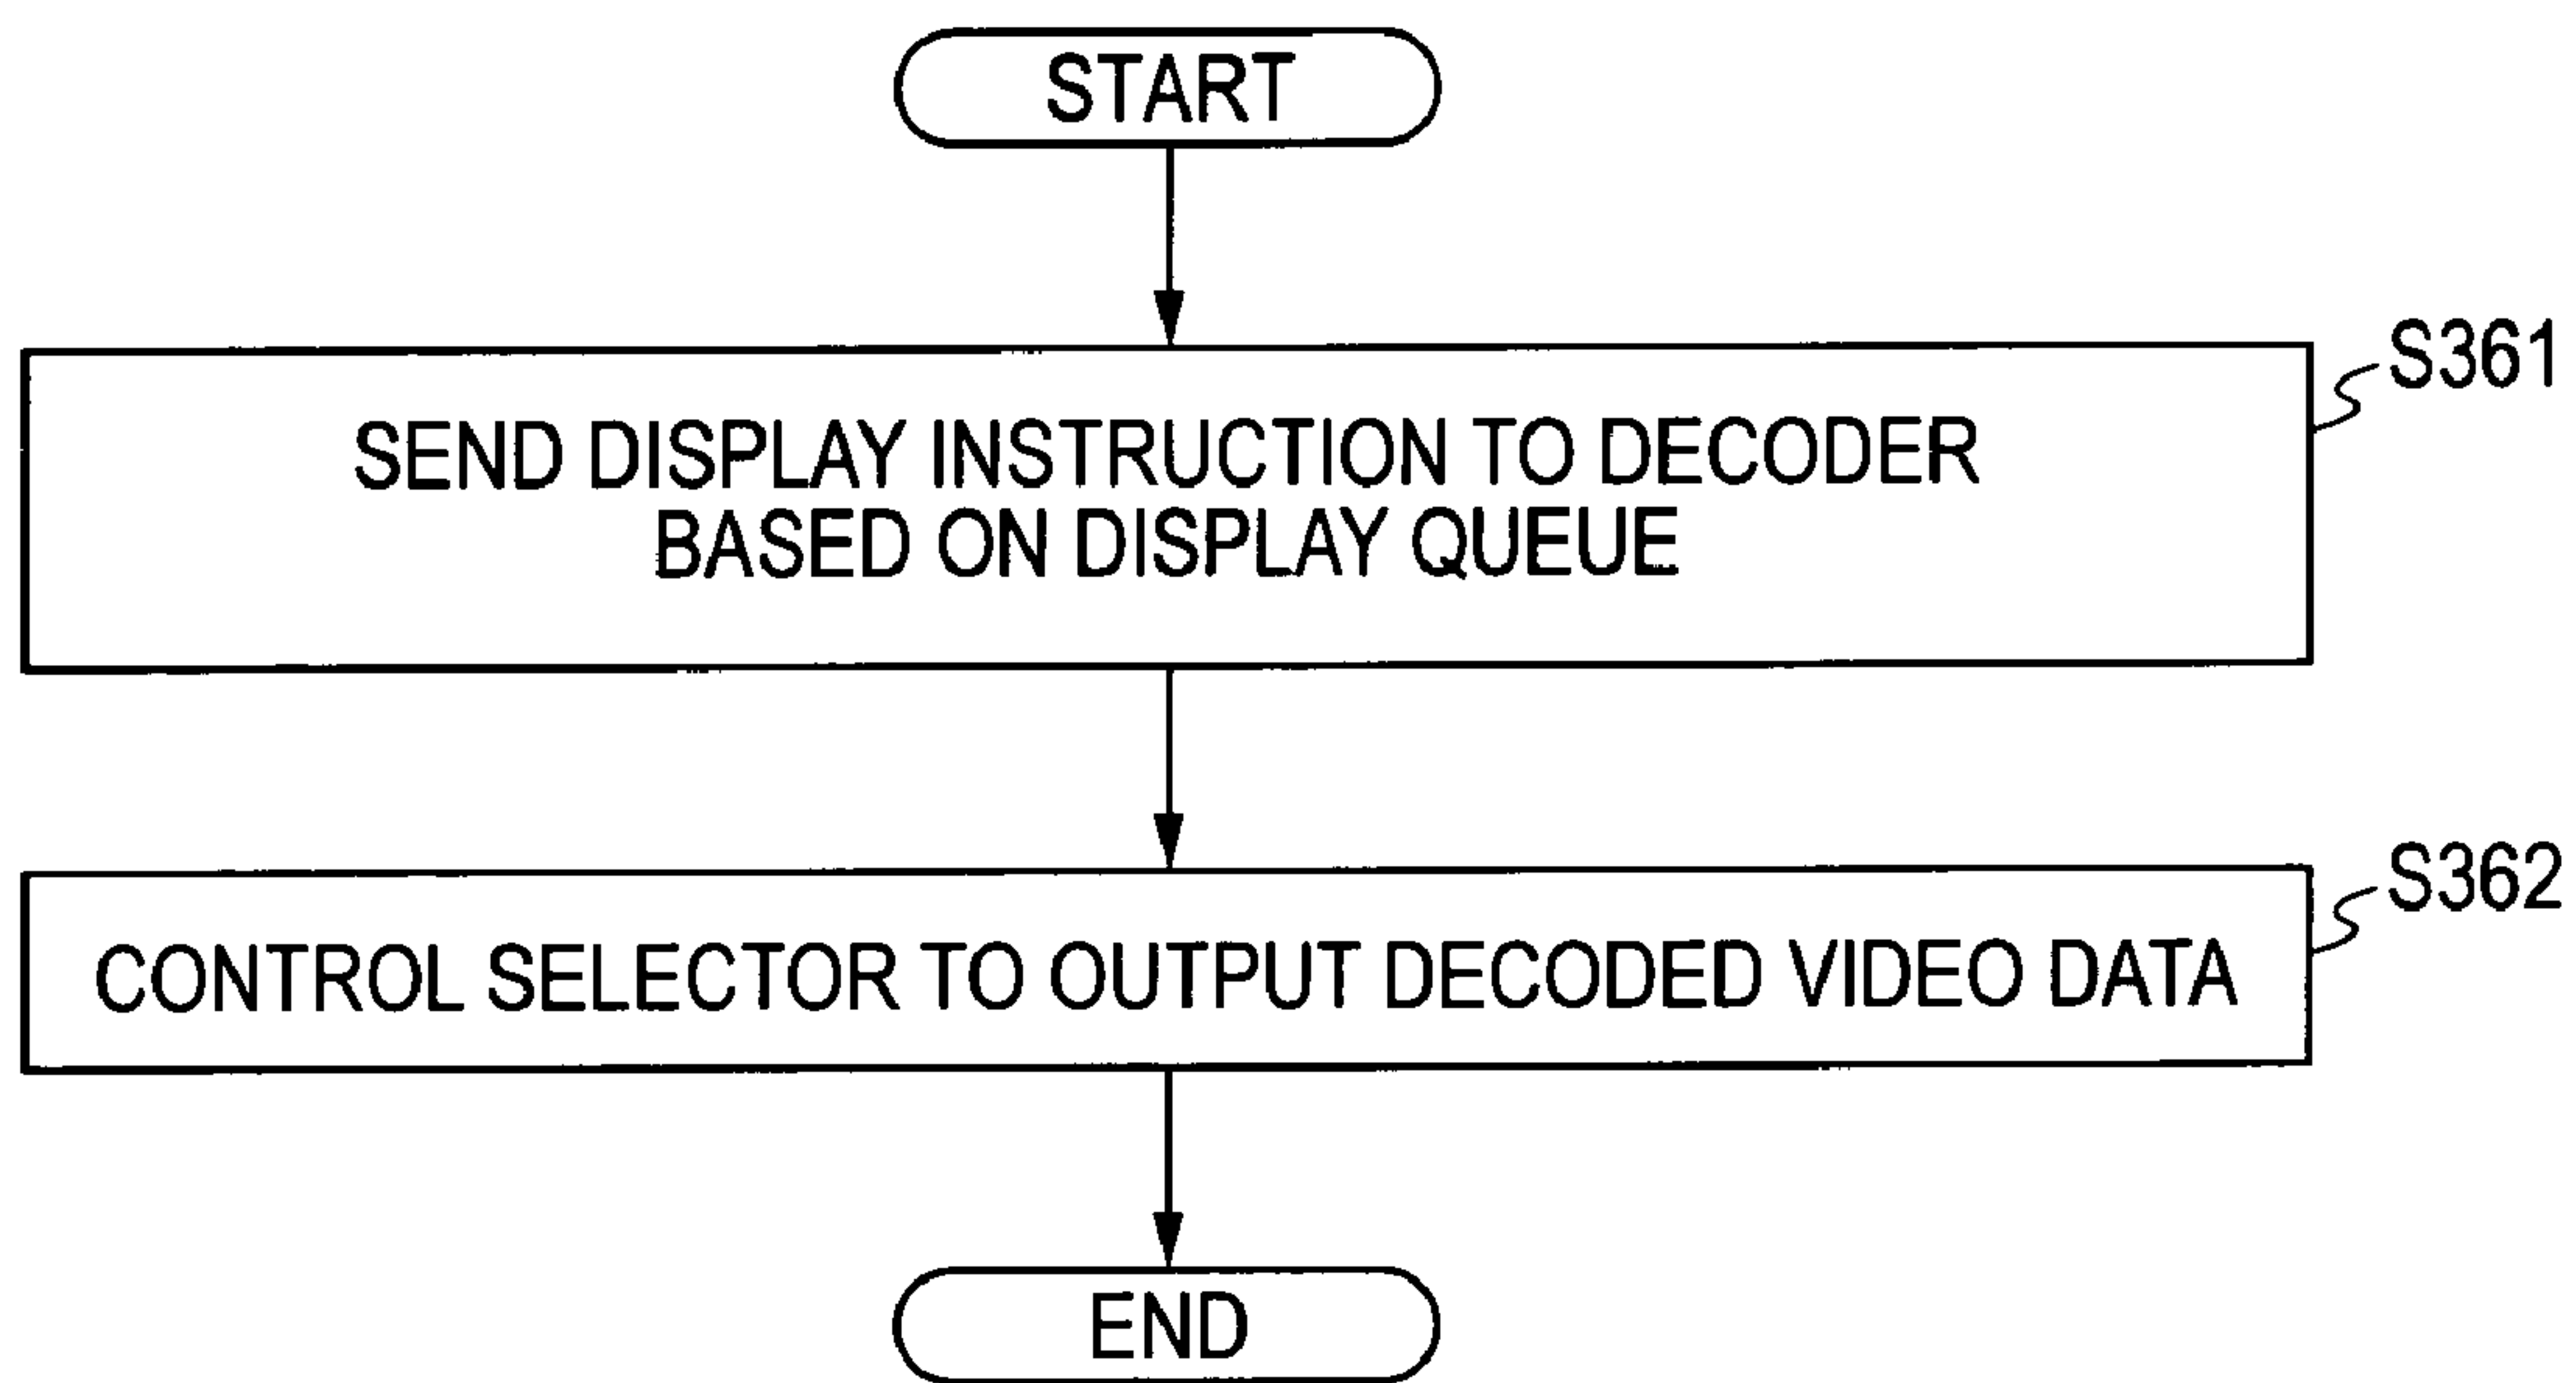 START
S361
SEND DISPLAY INSTRUCTION TO DECODER
BASED ON DISPLAY QUEUE
S362
CONTROL SELECTOR TO OUTPUT DECODED VIDEO DATA
END